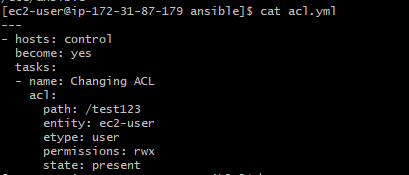 [ec2-user@ip-172-31-87-179 ansible]$ cat acl.yml
---
- hosts: control
  become: yes
  tasks:
  - name: Changing ACL
    acl:
      path: /test123
      entity: ec2-user
      etype: user
      permissions: rwx
      state: present